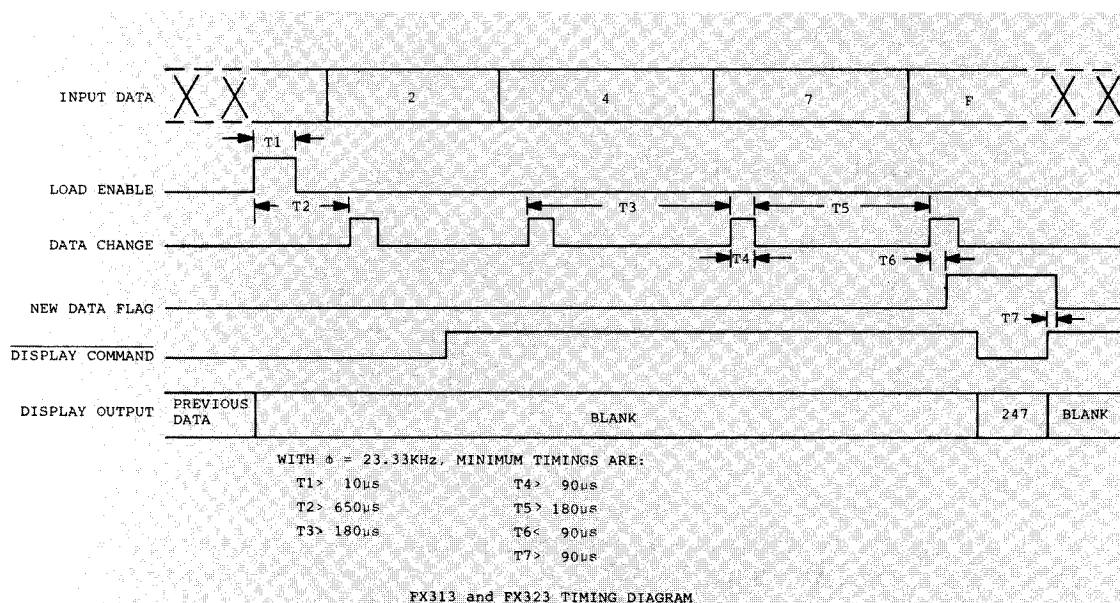 INPUT DATA
2 4 7 F
T1
LOAD ENABLE
T2 T3 T5
DATA CHANGE
T4 T6
NEW DATA FLAG
T7
DISPLAY COMMAND
DISPLAY OUTPUT PREVIOUS DATA BLANK 247 BLANK
WITH ϕ = 23.33KHz, MINIMUM TIMINGS ARE:
T1> 10µs T4> 90µs
T2> 650µs T5> 180µs
T3> 180µs T6< 90µs
T7> 90µs
FX313 and FX323 TIMING DIAGRAM